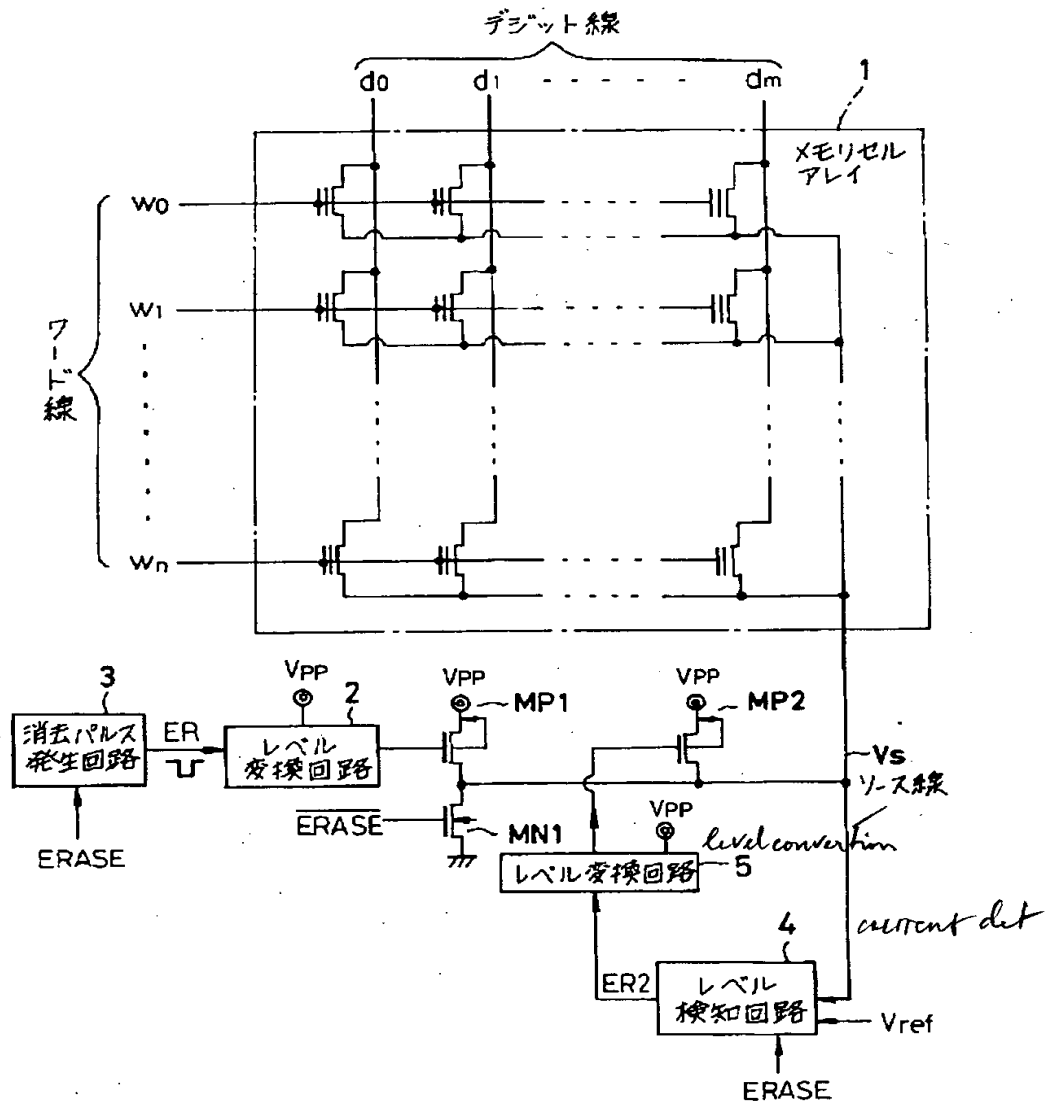 デジット線
d0 d1 dm
1
メモリセル
アレイ
W0
W1
ワード線
Wn
3
消去パルス
発生回路
ERASE
ER
VPP
2
レベル
変換回路
VPP
MP1
ERASE
MN1
VPP
MP2
VS
ソース線
VPP
level convertion
レベル変換回路
5
current det
4
レベル
検知回路
ER2
Vref
ERASE